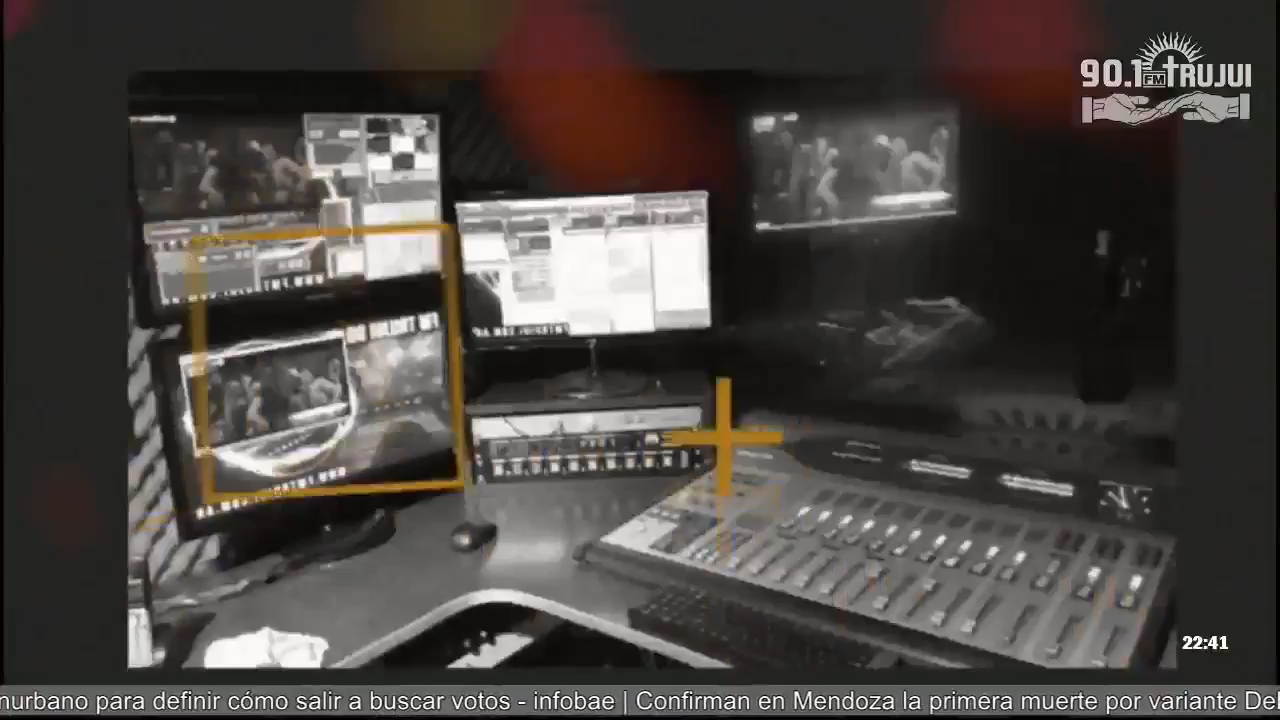 90.1 FM TRUJUI
22:41
nurbano para definir cómo salir a buscar votos - infobae | Confirman en Mendoza la primera muerte por variante De